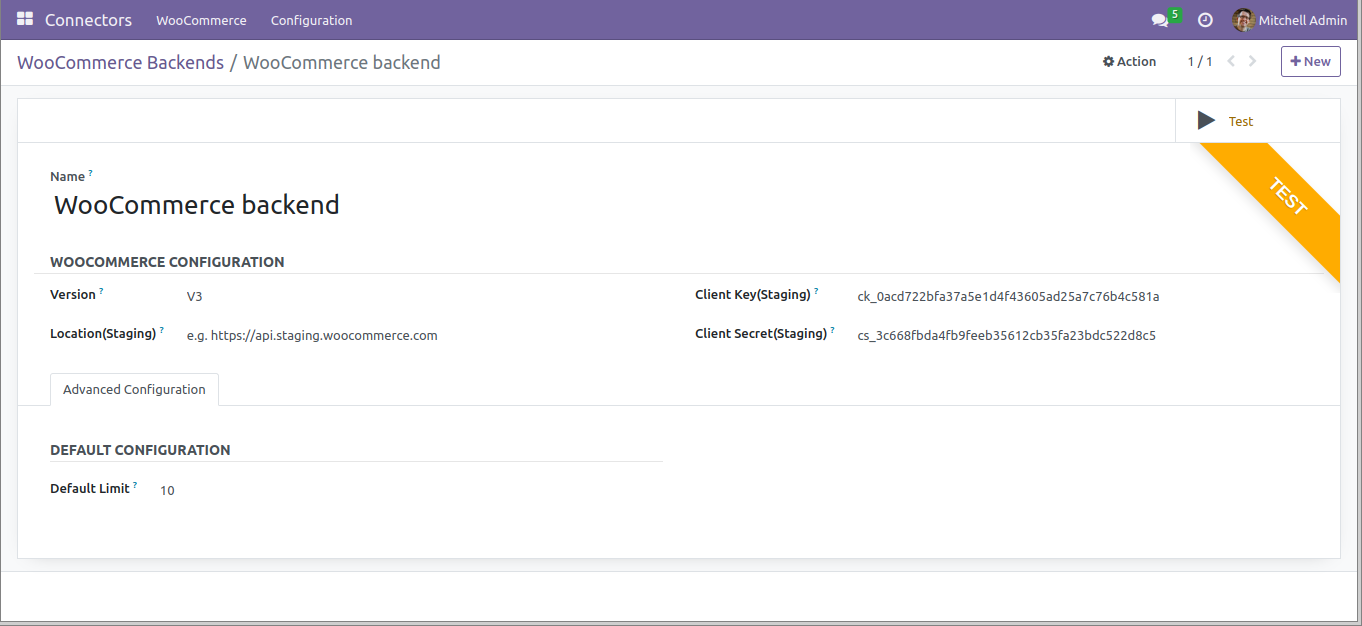 Connectors WooCommerce Configuration 5 Mitchell Admin
WooCommerce Backends / WooCommerce backend Action 1 / 1 New
Test
TEST
Name ?
WooCommerce backend
WOOCOMMERCE CONFIGURATION
Version ? V3 Client Key(Staging) ? ck_0acd722bfa37a5e1d4f43605ad25a7c76b4c581a
Location(Staging) ? e.g. https://api.staging.woocommerce.com Client Secret(Staging) ? cs_3c668fbda4fb9feeb35612cb35fa23bdc522d8c5
Advanced Configuration
DEFAULT CONFIGURATION
Default Limit ? 10